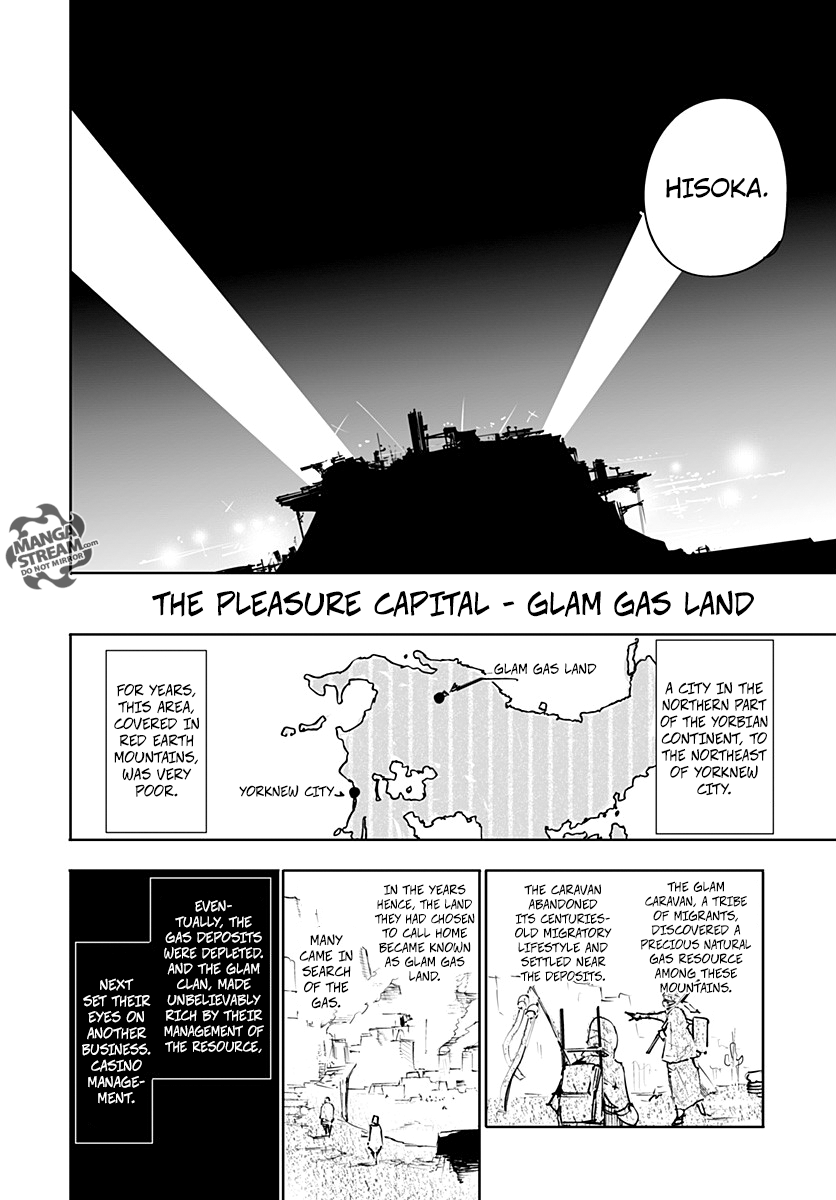 HISOKA.
MANGA
STREAM.com
DO NOT MIRROR
THE PLEASURE CAPITAL - GLAM GAS LAND
A CITY IN THE
NORTHERN PART
OF THE YORBIAN
CONTINENT, TO
THE NORTHEAST
OF YORKNEW
CITY.
GLAM GAS LAND
YORKNEW CITY
FOR YEARS,
THIS AREA,
COVERED IN
RED EARTH
MOUNTAINS,
WAS VERY
POOR.
THE GLAM
CARAVAN, A TRIBE
OF MIGRANTS,
DISCOVERED A
PRECIOUS NATURAL
GAS RESOURCE
AMONG THESE
MOUNTAINS.
THE CARAVAN
ABANDONED
ITS CENTURIES-
OLD MIGRATORY
LIFESTYLE AND
SETTLED NEAR
THE DEPOSITS.
IN THE YEARS
HENCE, THE LAND
THEY HAD CHOSEN
TO CALL HOME
BECAME KNOWN
AS GLAM GAS
LAND.
MANY
CAME IN
SEARCH
OF THE
GAS.
EVEN-
TUALLY, THE
GAS DEPOSITS
WERE DEPLETED.
AND THE GLAM
CLAN, MADE
UNBELIEVABLY
RICH BY THEIR
MANAGEMENT OF
THE RESOURCE,
NEXT
SET THEIR
EYES ON
ANOTHER
BUSINESS.
CASINO
MANAGE-
MENT.